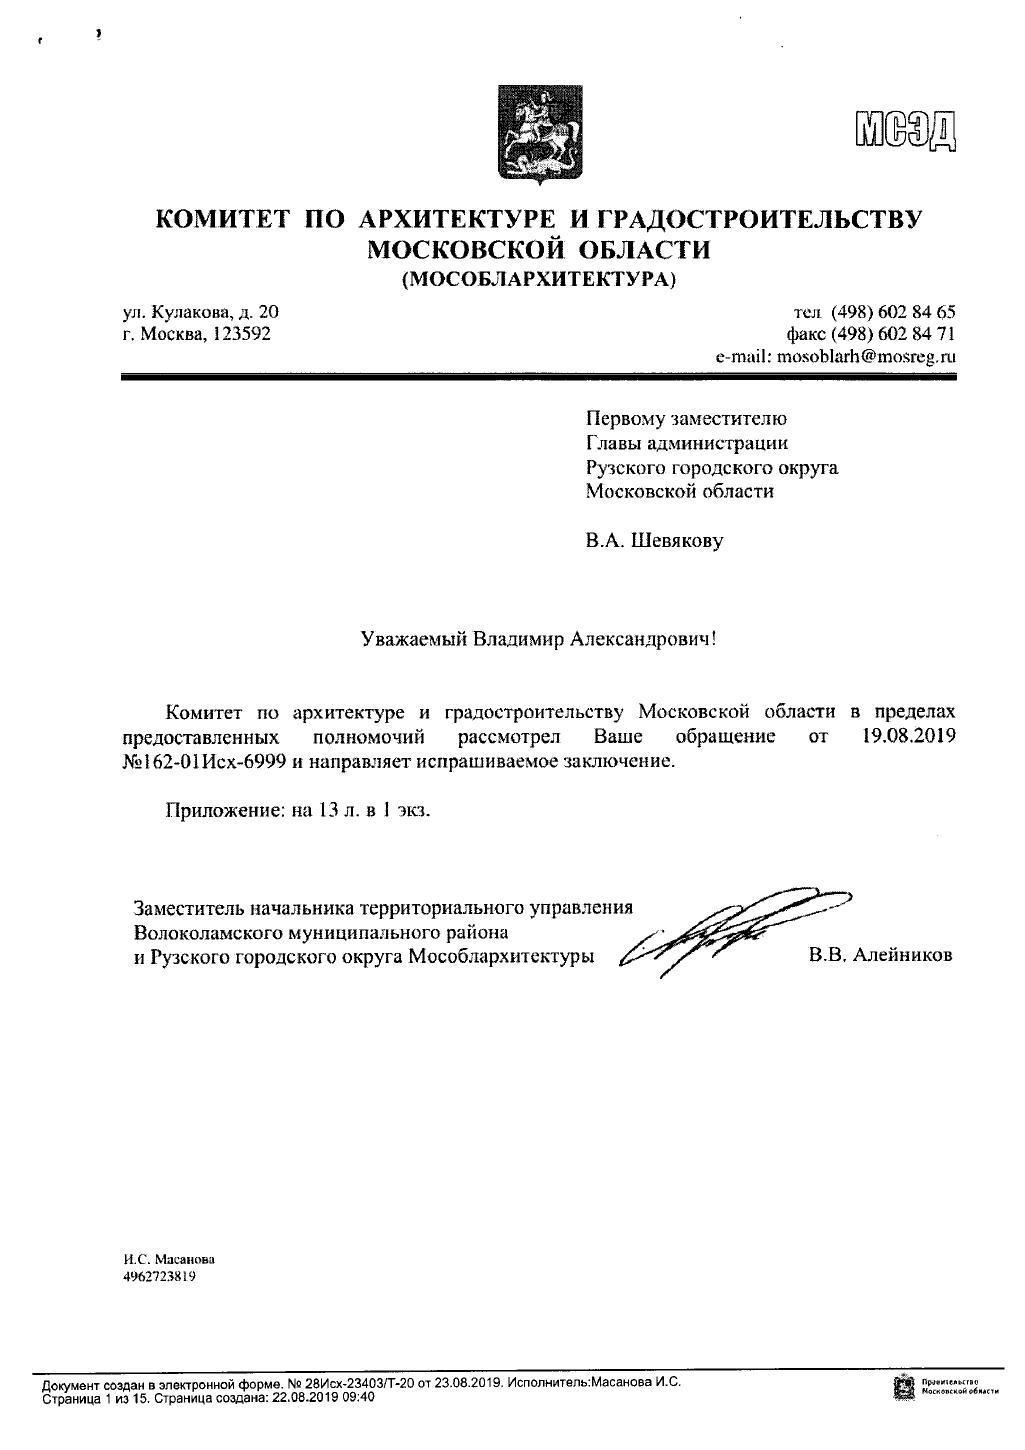 МСЭД
КОМИТЕТ ПО АРХИТЕКТУРЕ И ГРАДОСТРОИТЕЛЬСТВУ
МОСКОВСКОЙ ОБЛАСТИ
(МОСОБЛАРХИТЕКТУРА)
ул. Кулакова, д. 20
г. Москва, 123592
тел (498) 602 84 65
факс (498) 602 84 71
e-mail: mosoblarh@mosreg.ru
Первому заместителю
Главы администрации
Рузского городского округа
Московской области
В.А. Шевякову
Уважаемый Владимир Александрович!
Комитет по архитектуре и градостроительству Московской области в пределах
предоставленных полномочий рассмотрел Ваше обращение от 19.08.2019
№162-01Исх-6999 и направляет испрашиваемое заключение.
Приложение: на 13 л. в 1 экз.
Заместитель начальника территориального управления
Волоколамского муниципального района
и Рузского городского округа Мособлархитектуры
В.В. Алейников
И.С. Масанова
4962723819
Документ создан в электронной форме. № 28Исх-23403/Т-20 от 23.08.2019. Исполнитель:Масанова И.С.
Страница 1 из 15. Страница создана: 22.08.2019 09:40
Правительство
Московской области